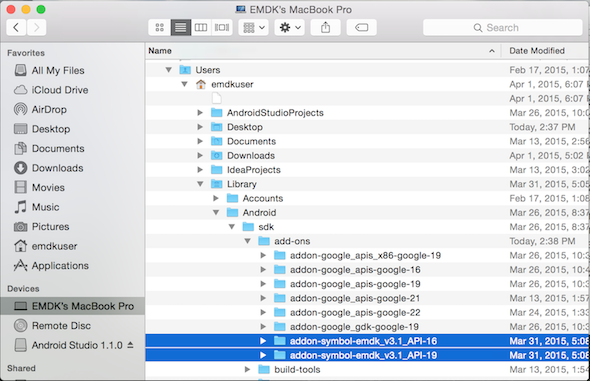 EMDK's MacBook Pro
Search
Favorites
All My Files
iCloud Drive
AirDrop
Desktop
Documents
Downloads
Movies
Music
Pictures
emdkuser
Applications
Devices
EMDK's MacBook Pro
Remote Disc
Android Studio 1.1.0
Shared
Name Date Modified
Users Feb 17, 2015, 1:07
emdkuser Apr 1, 2015, 6:07 P
Apr 1, 2015, 6:07 P
AndroidStudioProjects Mar 26, 2015, 10:3
Desktop Today, 2:37 PM
Documents Mar 13, 2015, 2:56
Downloads Apr 1, 2015, 5:02 P
IdeaProjects Mar 13, 2015, 3:02
Library Mar 31, 2015, 5:05
Accounts Feb 17, 2015, 1:08
Android Mar 26, 2015, 8:37
sdk Mar 26, 2015, 8:37
add-ons Today, 2:38 PM
addon-google_apis_x86-google-19 Mar 26, 2015, 10:3
addon-google_apis-google-16 Mar 26, 2015, 8:43
addon-google_apis-google-19 Mar 26, 2015, 10:4
addon-google_apis-google-21 Mar 13, 2015, 1:57
addon-google_apis-google-22 Mar 24, 2015, 1:33
addon-google_gdk-google-19 Mar 26, 2015, 10:3
addon-symbol-emdk_v3.1_API-16 Mar 31, 2015, 5:08
addon-symbol-emdk_v3.1_API-19 Mar 31, 2015, 5:08
build-tools Mar 26, 2015, 8:34